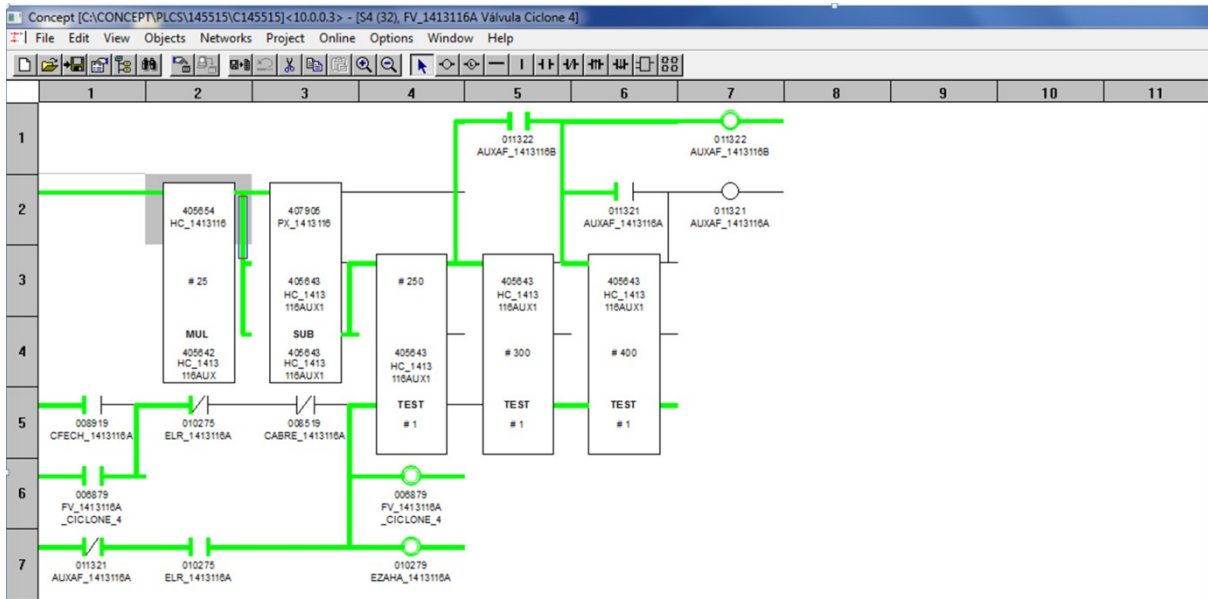 Concept [C:\CONCEPT\PLCS\145515\C145515]<10.0.0.3> - [S4 (32), FV_1413116A Válvula Ciclone 4]
File Edit View Objects Networks Project Online Options Window Help
1 2 3 4 5 6 7 8 9 10 11
1
011322
AUXAF_1413116B
011322
AUXAF_1413116B
2
405654
HC_1413116
407905
PX_1413116
011321
AUXAF_1413116A
011321
AUXAF_1413116A
3
# 25
405643
HC_1413
116AUX1
# 250
405643
HC_1413
116AUX1
405643
HC_1413
116AUX1
4
MUL
405642
HC_1413
116AUX
SUB
405643
HC_1413
116AUX1
405643
HC_1413
116AUX1
# 300
# 400
5
008919
CFECH_1413116A
010275
ELR_1413116A
008519
CABRE_1413116A
TEST
# 1
TEST
# 1
TEST
# 1
6
006879
FV_1413116A
_CICLONE_4
006879
FV_1413116A
_CICLONE_4
7
011321
AUXAF_1413116A
010275
ELR_1413116A
010279
EZAHA_1413116A